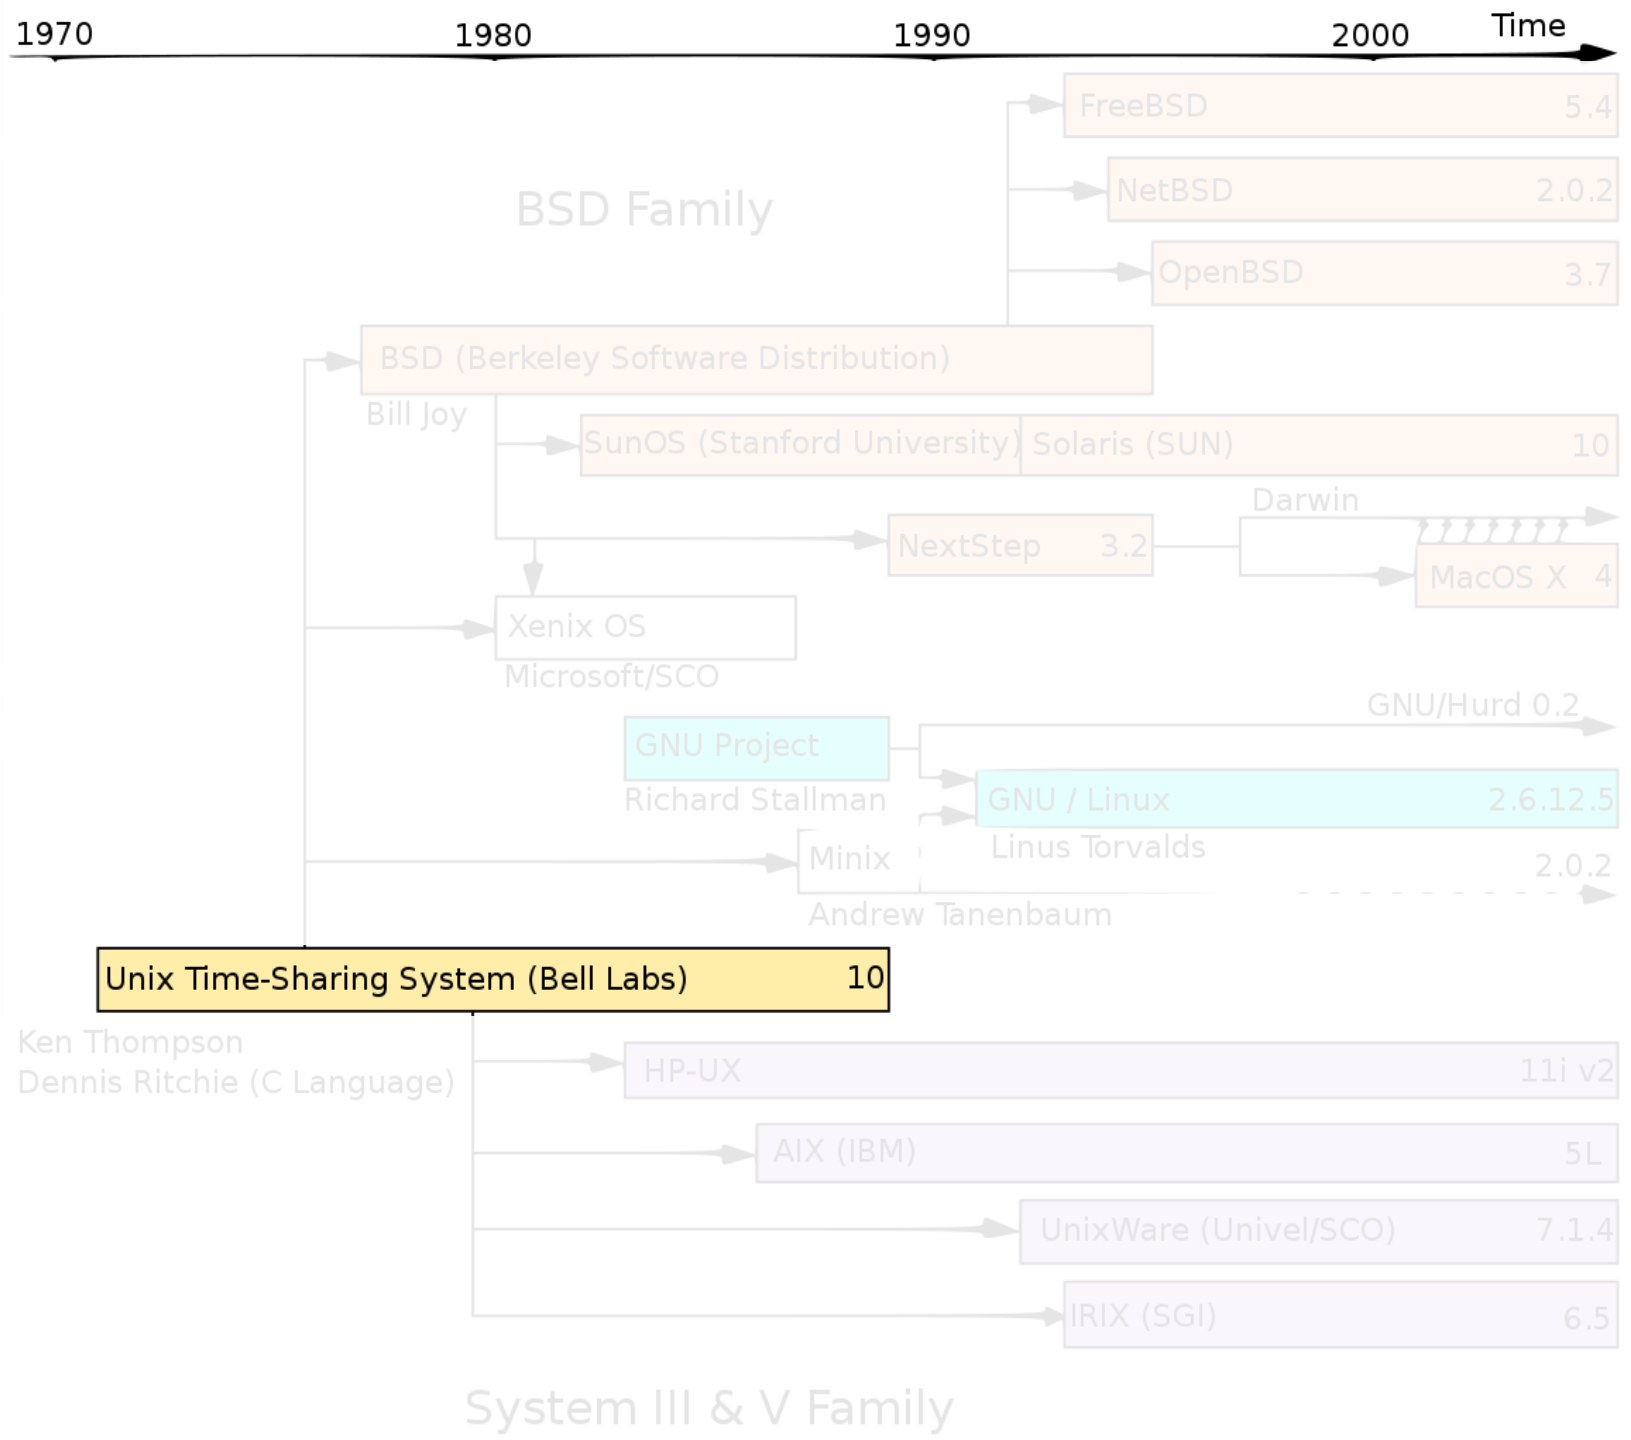 1970 1980 1990 2000 Time
FreeBSD 5.4
NetBSD 2.0.2
BSD Family
OpenBSD 3.7
BSD (Berkeley Software Distribution)
Bill Joy
SunOS (Stanford University) Solaris (SUN) 10
Darwin
NextStep 3.2
MacOS X 4
Xenix OS
Microsoft/SCO
GNU/Hurd 0.2
GNU Project
Richard Stallman
GNU / Linux 2.6.12.5
Linus Torvalds
Minix 2.0.2
Andrew Tanenbaum
Unix Time-Sharing System (Bell Labs) 10
Ken Thompson
Dennis Ritchie (C Language)
HP-UX 11i v2
AIX (IBM) 5L
UnixWare (Univel/SCO) 7.1.4
IRIX (SGI) 6.5
System III & V Family